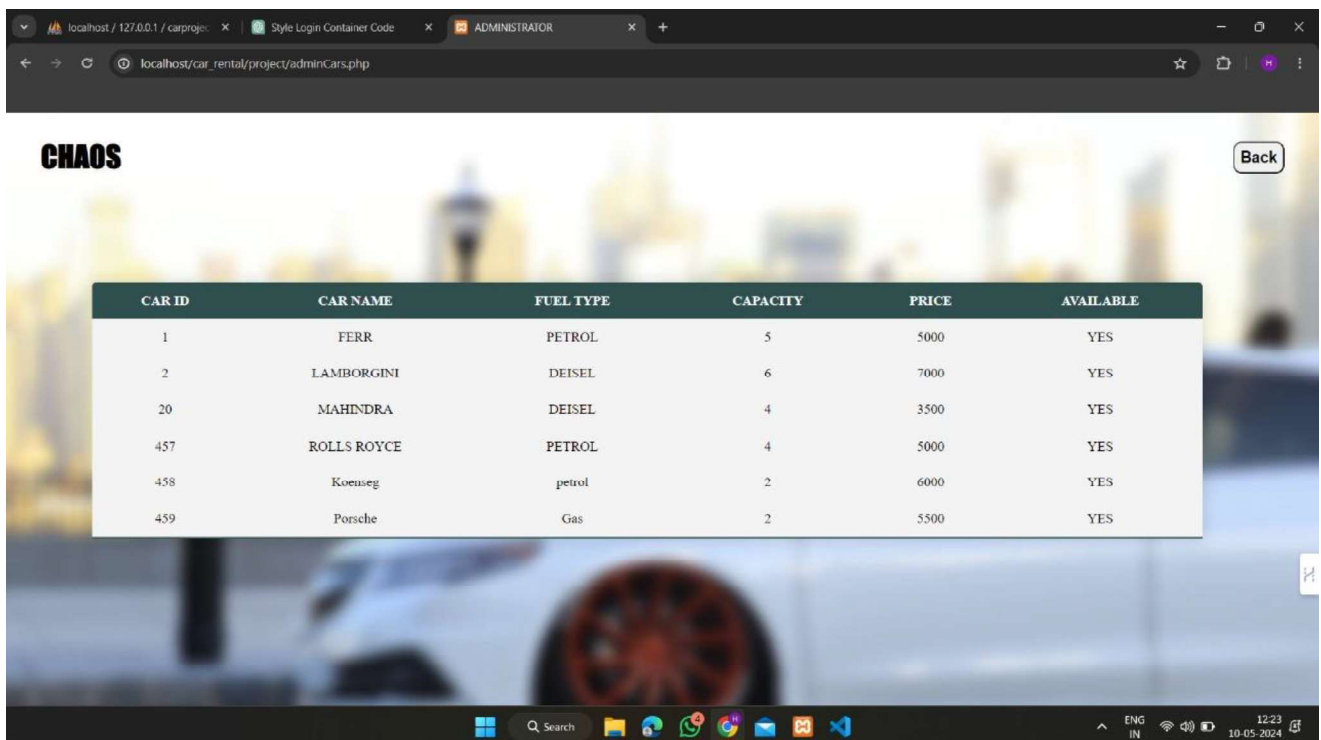 localhost / 127.0.0.1 / carprojec
Style Login Container Code
ADMINISTRATOR
localhost/car_rental/project/adminCars.php
H
CHAOS
Back
CAR ID CAR NAME FUEL TYPE CAPACITY PRICE AVAILABLE
1 FERR PETROL 5 5000 YES
2 LAMBORGINI DEISEL 6 7000 YES
20 MAHINDRA DEISEL 4 3500 YES
457 ROLLS ROYCE PETROL 4 5000 YES
458 Koenseg petrol 2 6000 YES
459 Porsche Gas 2 5500 YES
Search
4
H
ENG
IN
12:23
10-05-2024